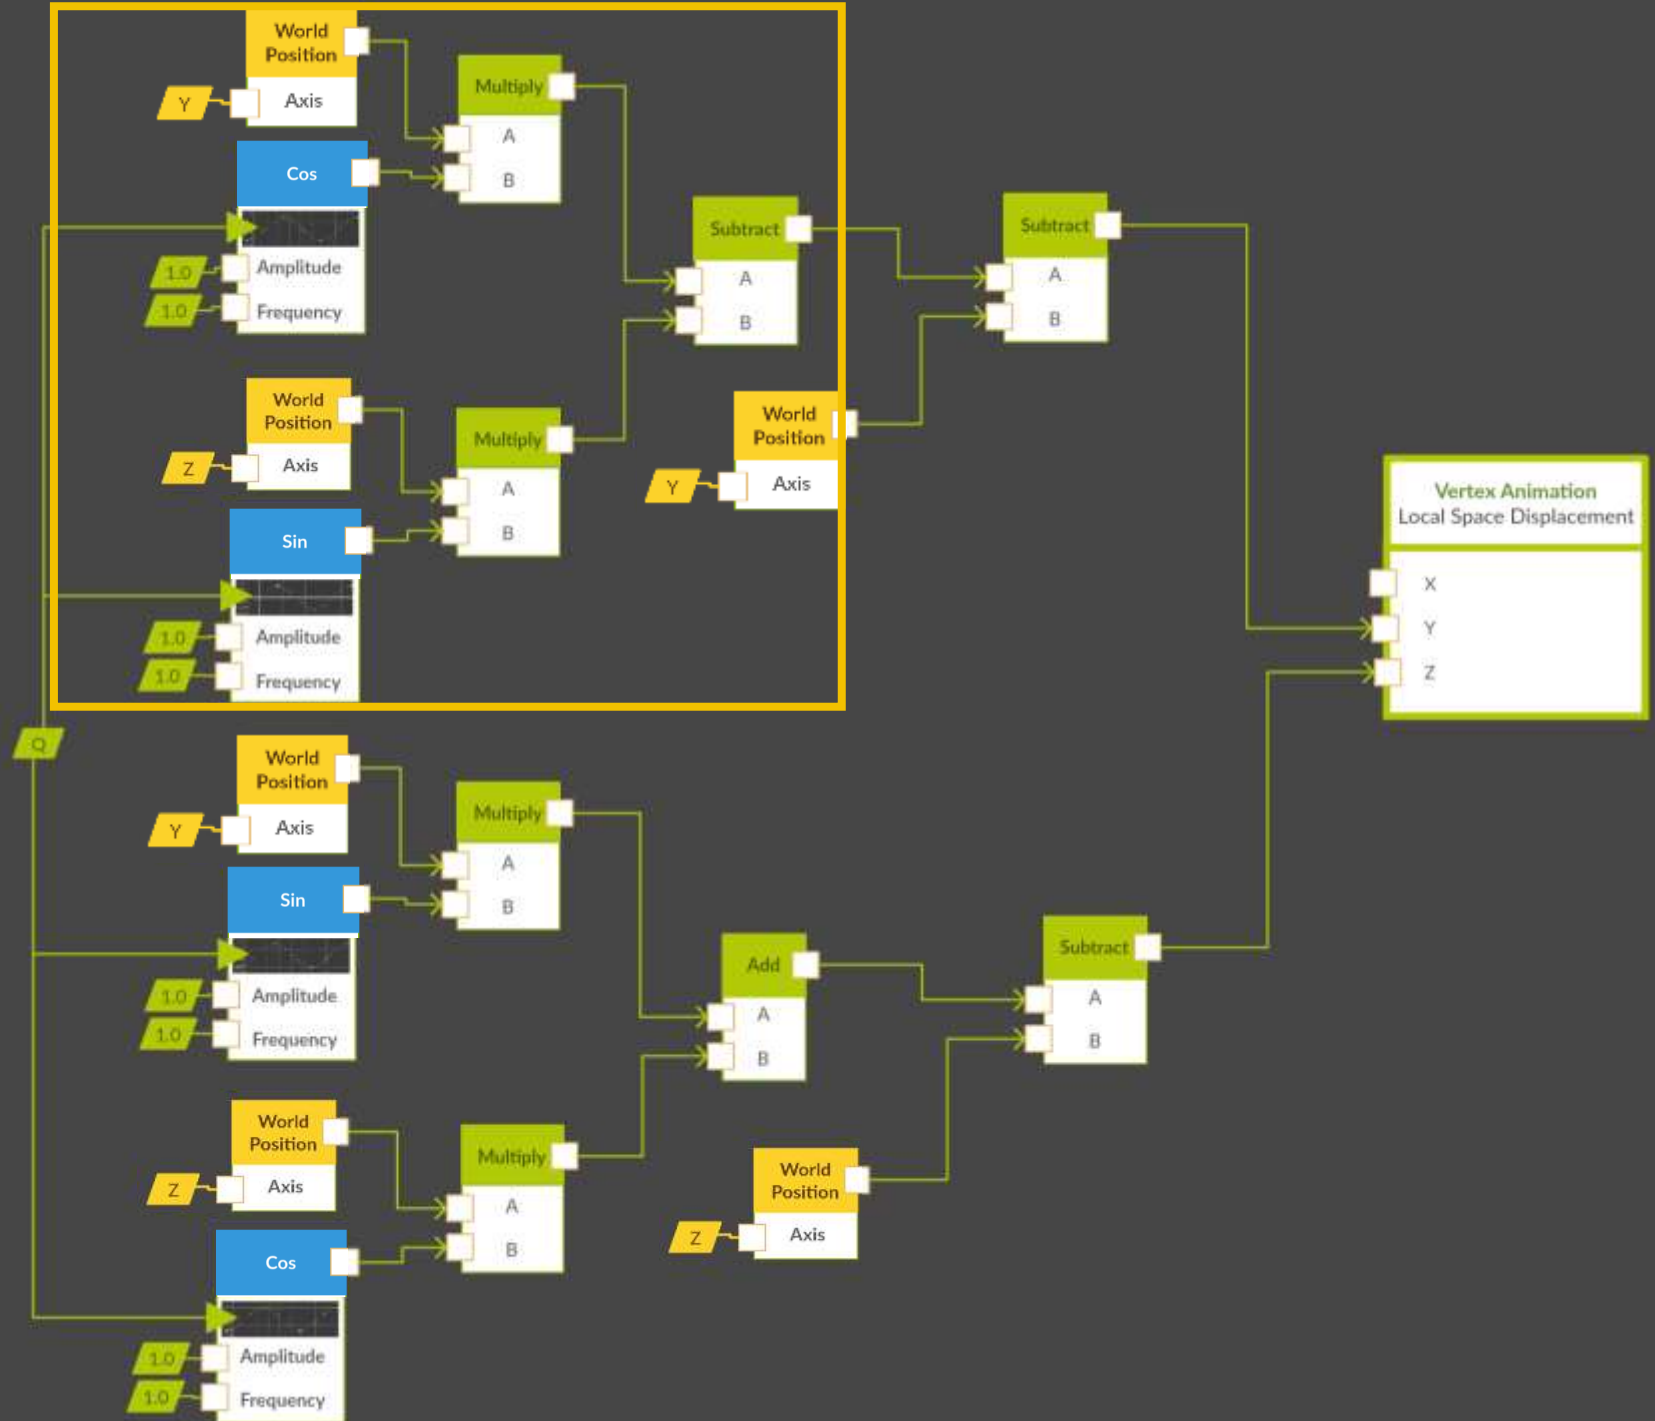 World
Position
Y
Axis
Multiply
A
B
Cos
Amplitude
Frequency
1.0
1.0
Subtract
A
B
Subtract
A
B
World
Position
Z
Axis
Multiply
A
B
World
Position
Y
Axis
Sin
Amplitude
Frequency
1.0
1.0
Vertex Animation
Local Space Displacement
X
Y
Z
Q
World
Position
Y
Axis
Multiply
A
B
Sin
Amplitude
Frequency
1.0
1.0
Add
A
B
Subtract
A
B
World
Position
Z
Axis
Multiply
A
B
World
Position
Z
Axis
Cos
Amplitude
Frequency
1.0
1.0